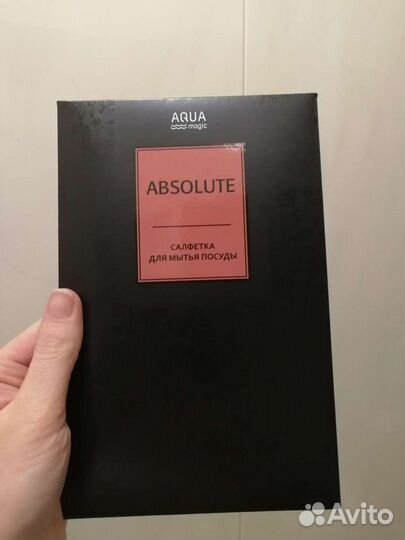 AQUA
magic
ABSOLUTE
САЛФЕТКА
ДЛЯ МЫТЬЯ ПОСУДЫ
Avito